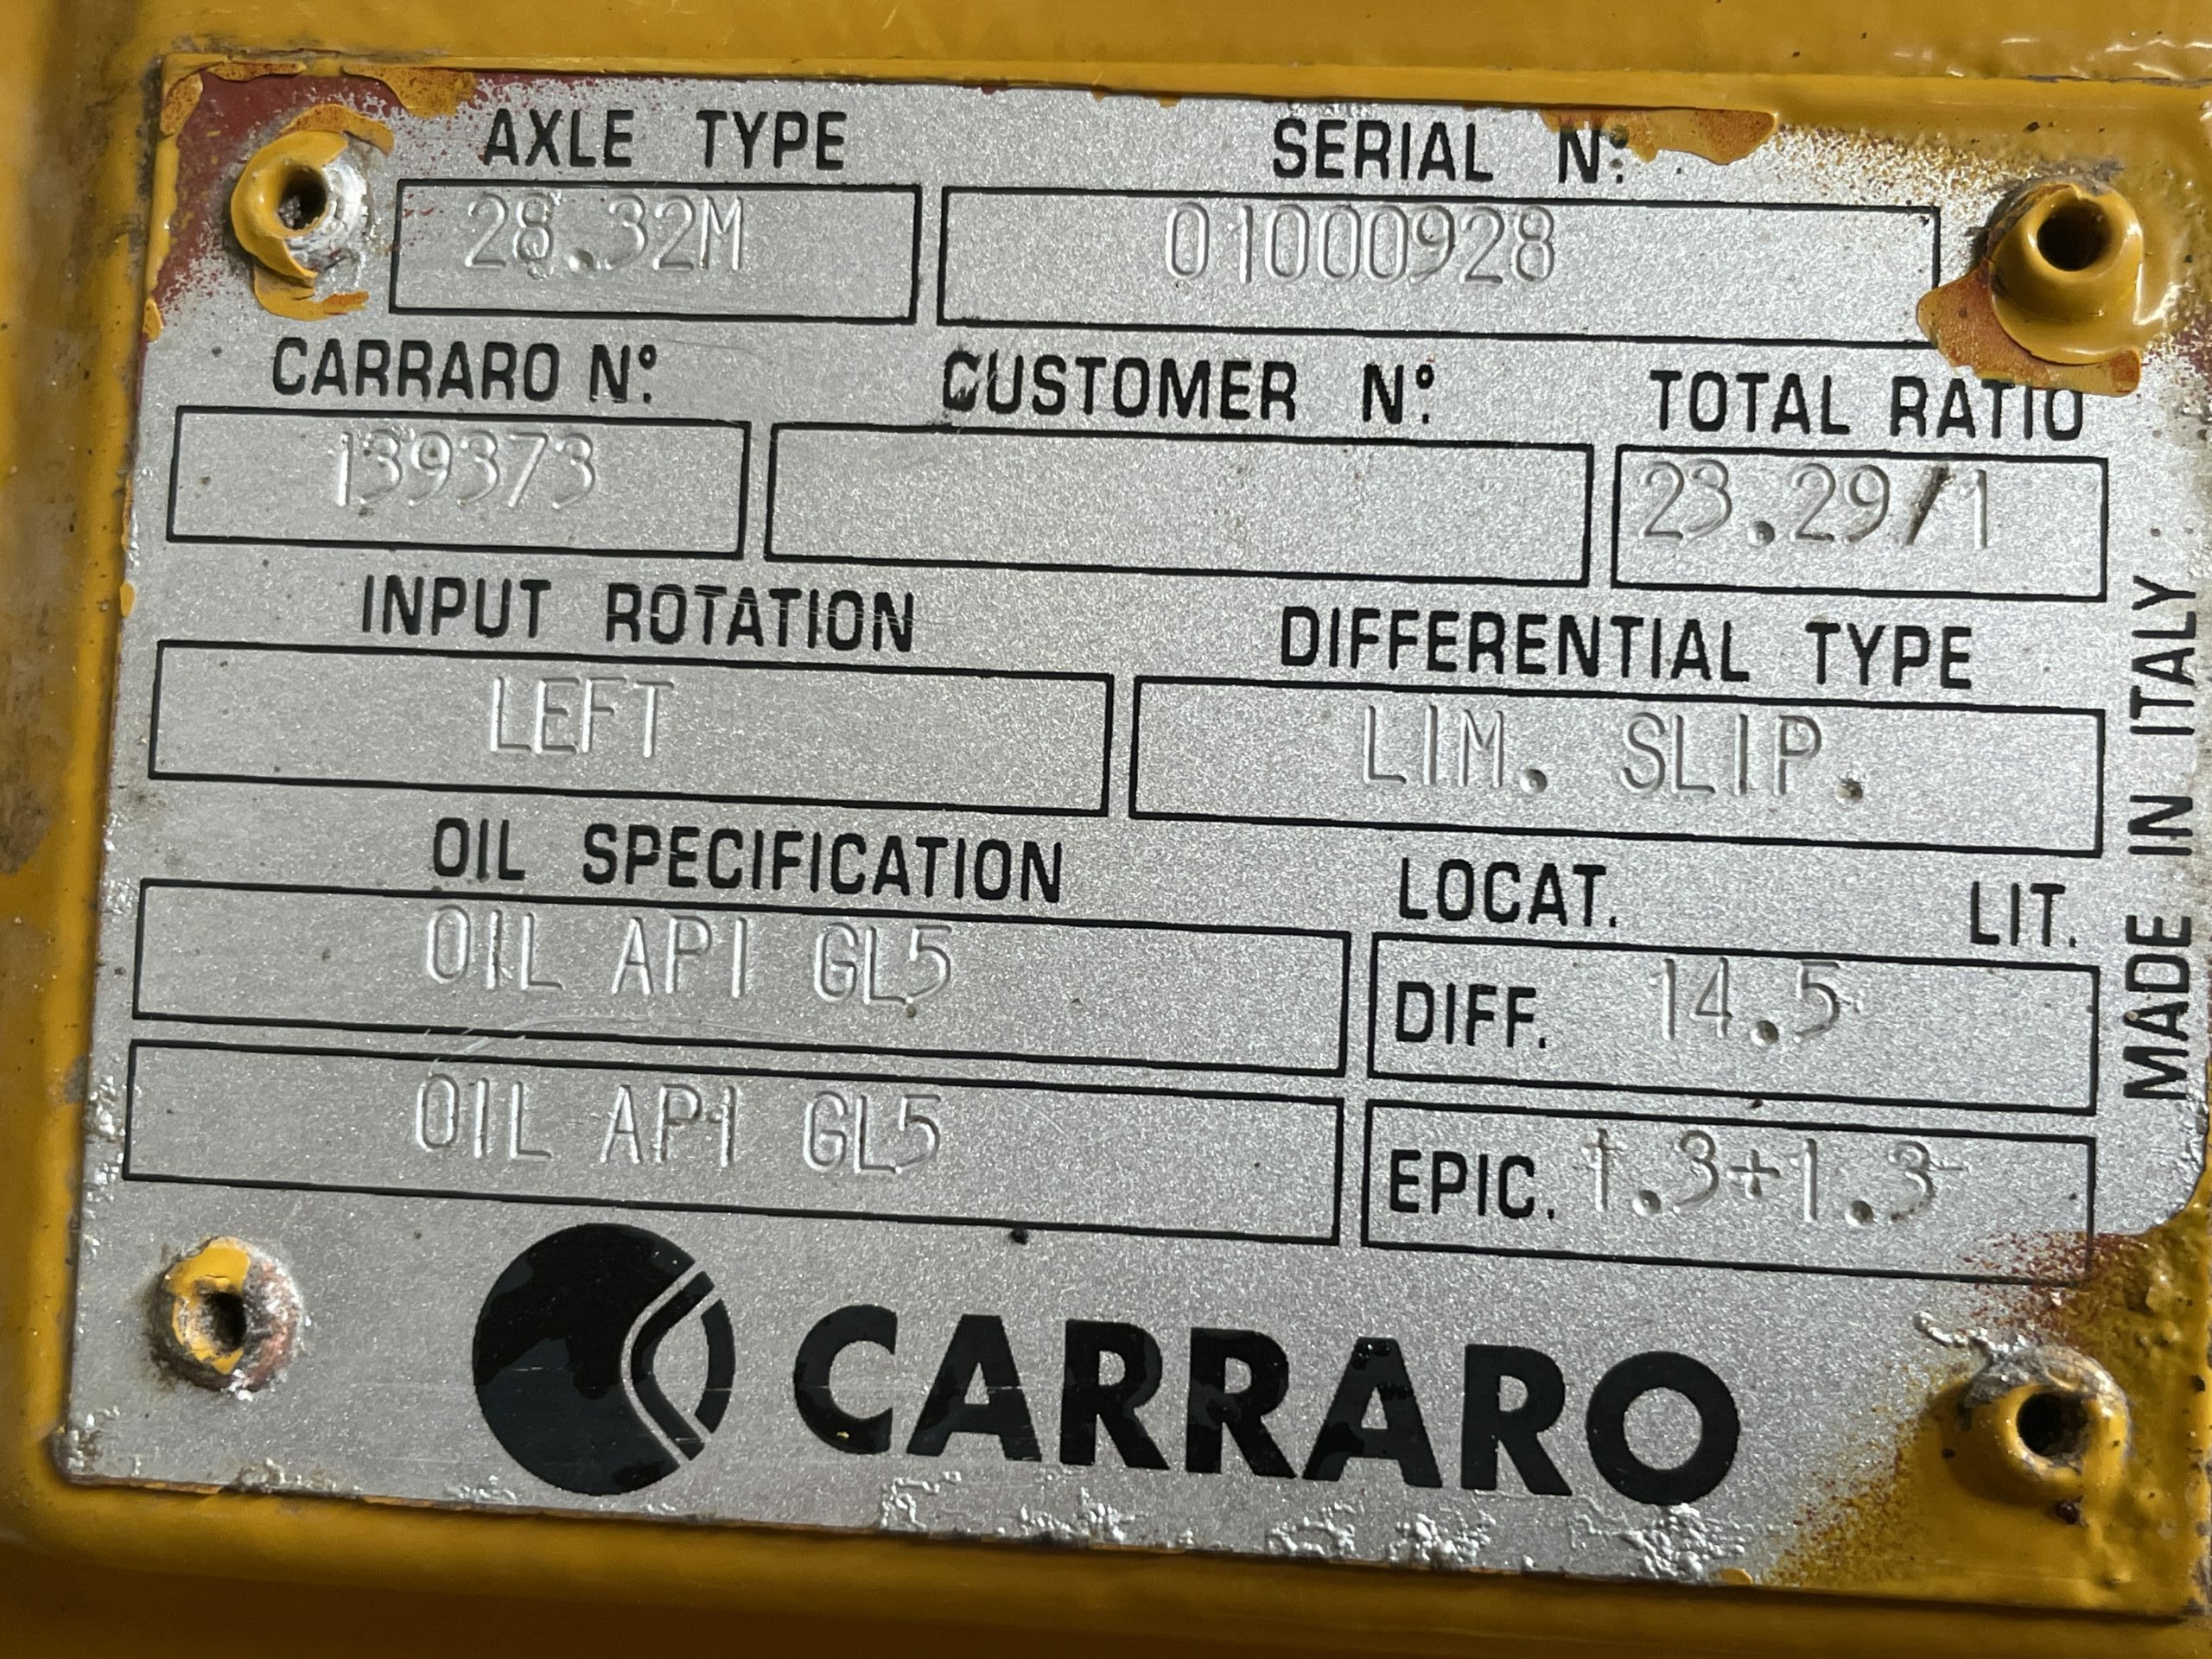 AXLE TYPE SERIAL N°.
28.32M 01000928
CARRARO N°. CUSTOMER N°. TOTAL RATIO
139373 23.29/1
INPUT ROTATION DIFFERENTIAL TYPE
LEFT LIM. SLIP.
OIL SPECIFICATION LOCAT. LIT.
OIL API GL5 DIFF. 14.5
OIL API GL5 EPIC. 1.3+1.3
CARRARO
MADE IN ITALY